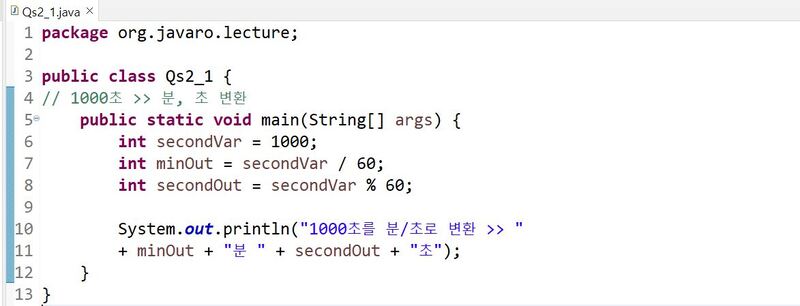 Qs2_1.java
1 package org.javaro.lecture;
2
3 public class Qs2_1 {
4 // 1000초 >> 분, 초 변환
5 public static void main(String[] args) {
6 int secondVar = 1000;
7 int minOut = secondVar / 60;
8 int secondOut = secondVar % 60;
9
10 System.out.println("1000초를 분/초로 변환 >> "
11 + minOut + "분 " + secondOut + "초");
12 }
13 }